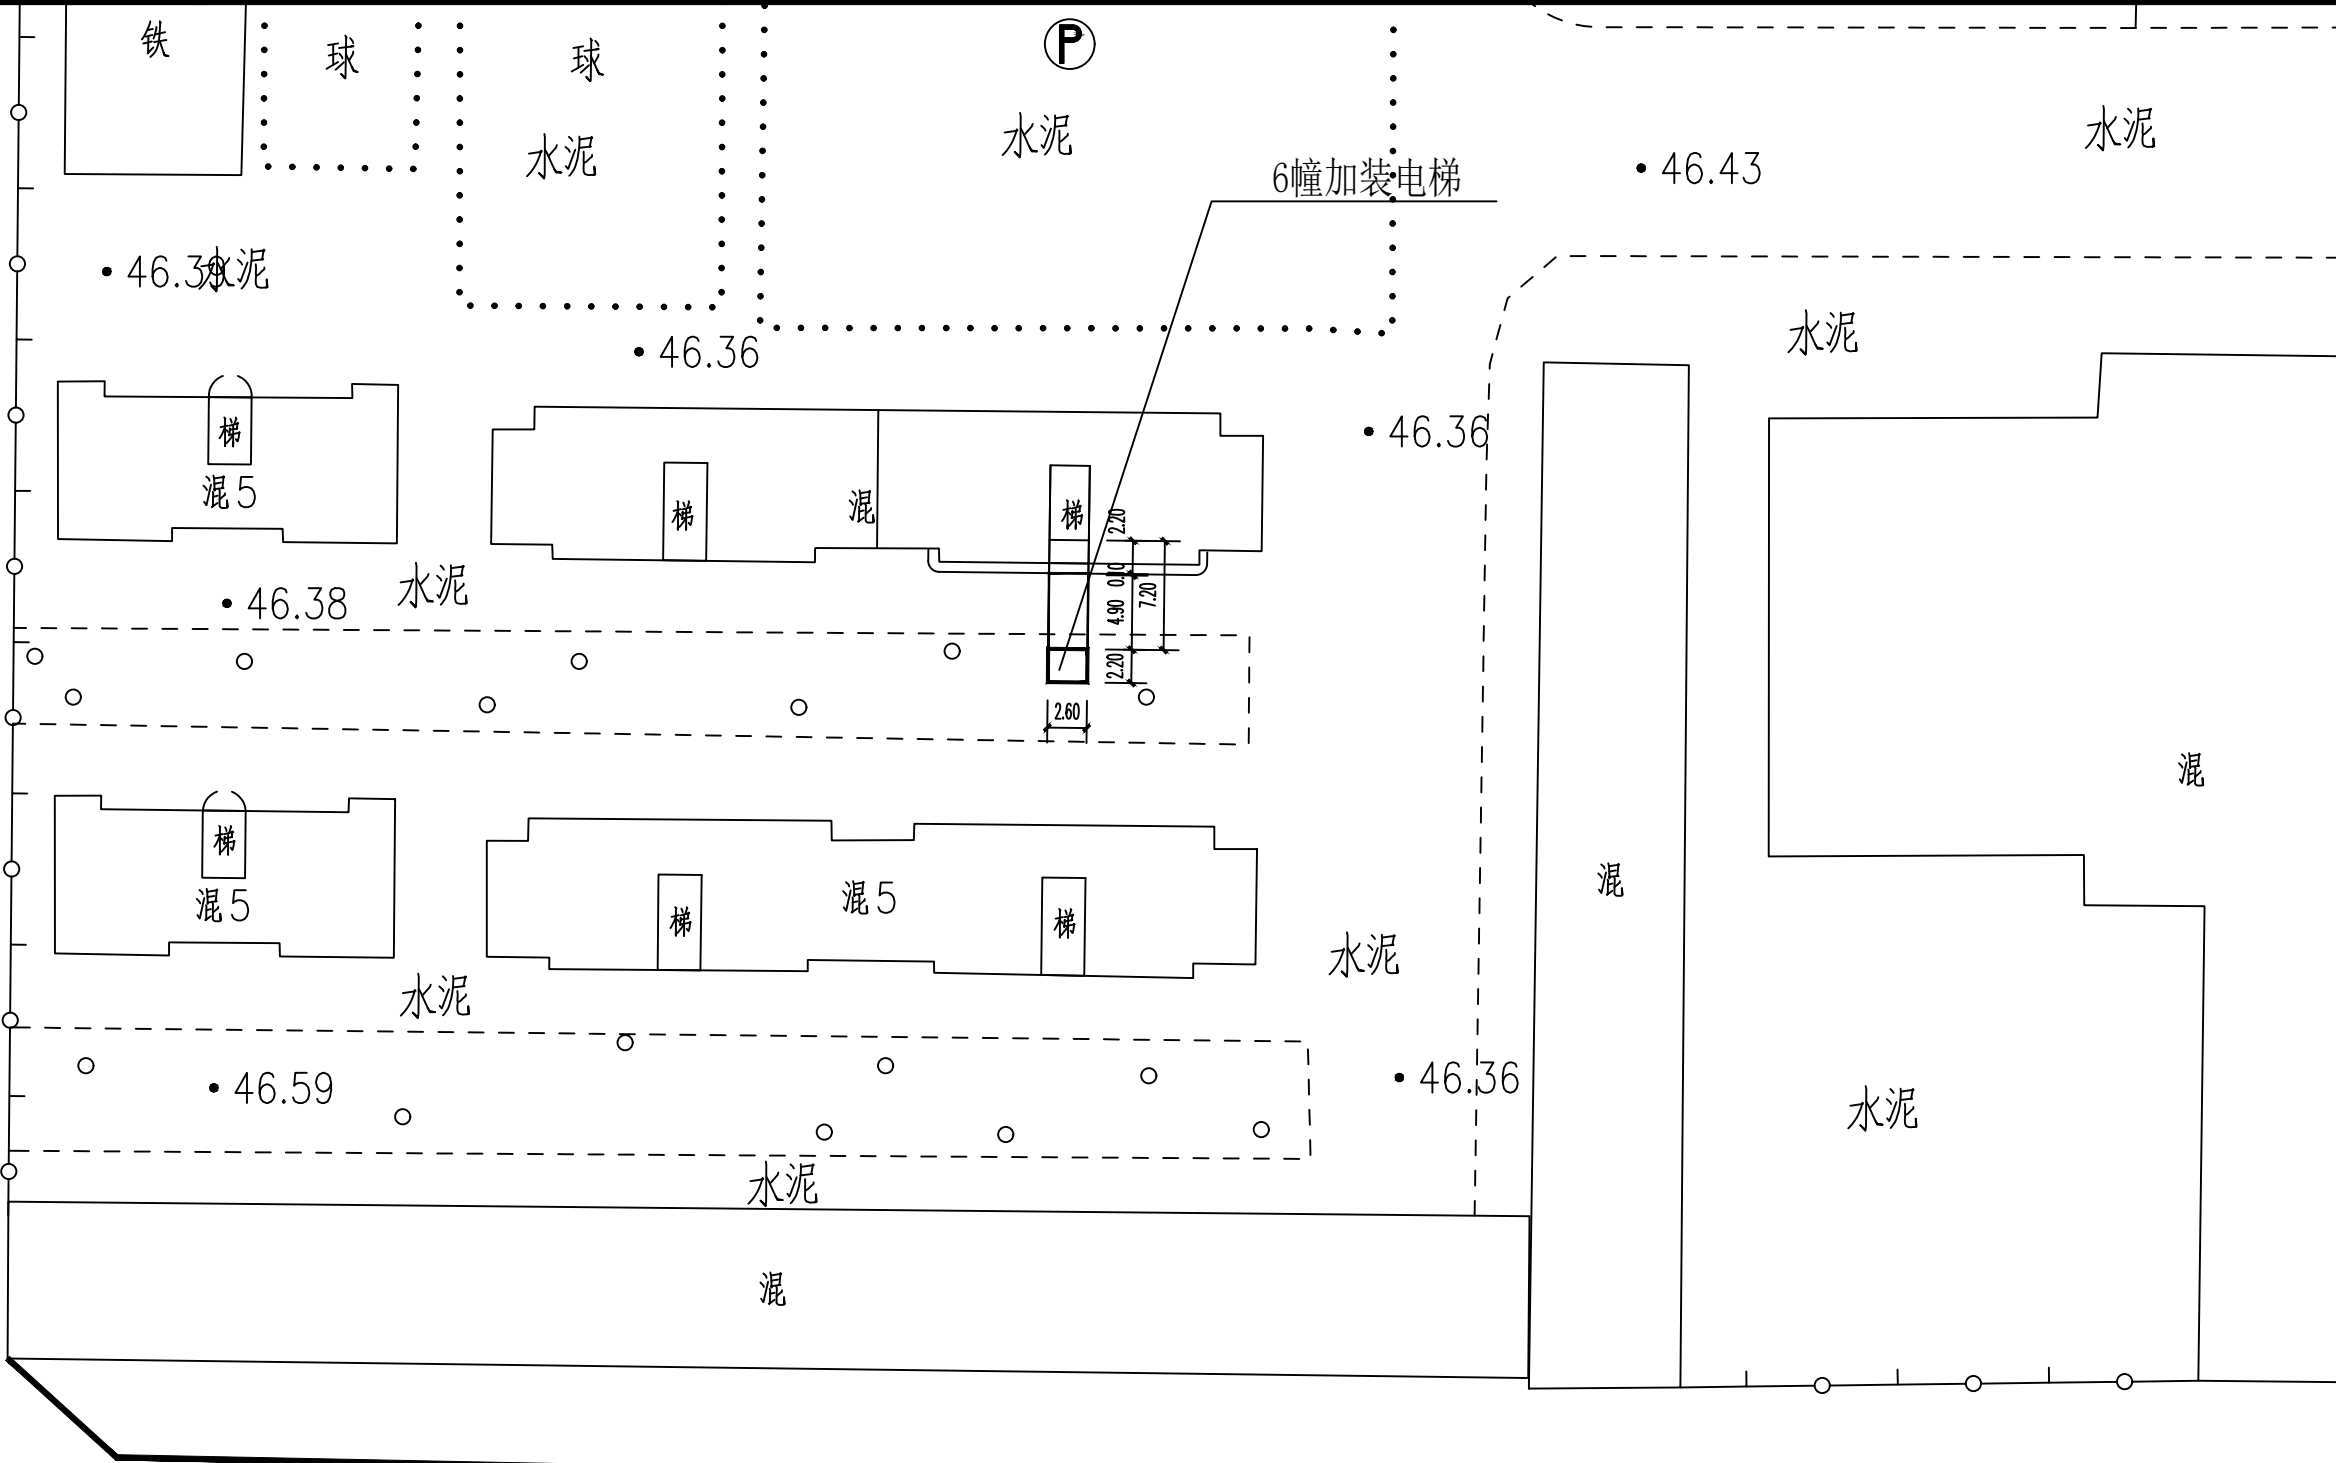 铁
球
球
P
水泥
水泥
水泥
6幢加装电梯
46.43
46.39
水泥
水泥
46.36
46.36
梯
混5
梯
混
梯
2.20
0.10
7.20
4.90
2.20
2.60
水泥
46.38
混
梯
混5
梯
混5
梯
混
水泥
水泥
46.59
46.36
水泥
水泥
混